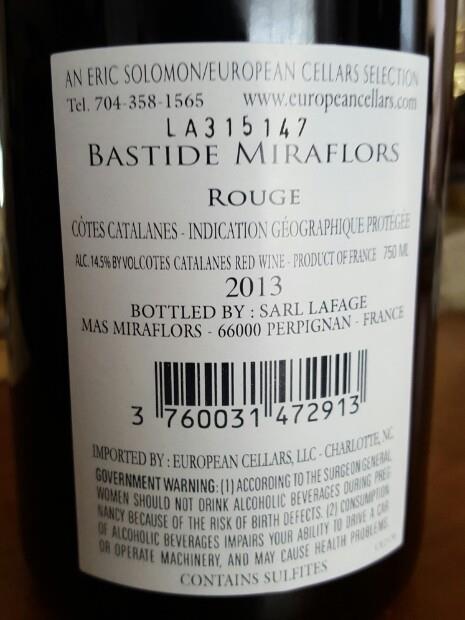 AN ERIC SOLOMON/EUROPEAN CELLARS SELECTION
Tel. 704-358-1565 www.europeancellars.com
LA315147
BASTIDE MIRAFLORS
ROUGE
CÔTES CATALANES - INDICATION GÉOGRAPHIQUE PROTÉGÉE
ALC. 14.5% BY VOL. COTES CATALANES RED WINE - PRODUCT OF FRANCE 750 ML
2013
BOTTLED BY : SARL LAFAGE
MAS MIRAFLORS - 66000 PERPIGNAN - FRANCE
3 760031 472913
IMPORTED BY : EUROPEAN CELLARS, LLC - CHARLOTTE, NC
GOVERNMENT WARNING: (1) ACCORDING TO THE SURGEON GENERAL
WOMEN SHOULD NOT DRINK ALCOHOLIC BEVERAGES DURING PREG
NANCY BECAUSE OF THE RISK OF BIRTH DEFECTS. (2) CONSUMPTION
OF ALCOHOLIC BEVERAGES IMPAIRS YOUR ABILITY TO DRIVE A CAR
OR OPERATE MACHINERY, AND MAY CAUSE HEALTH PROBLEMS.
CONTAINS SULFITES